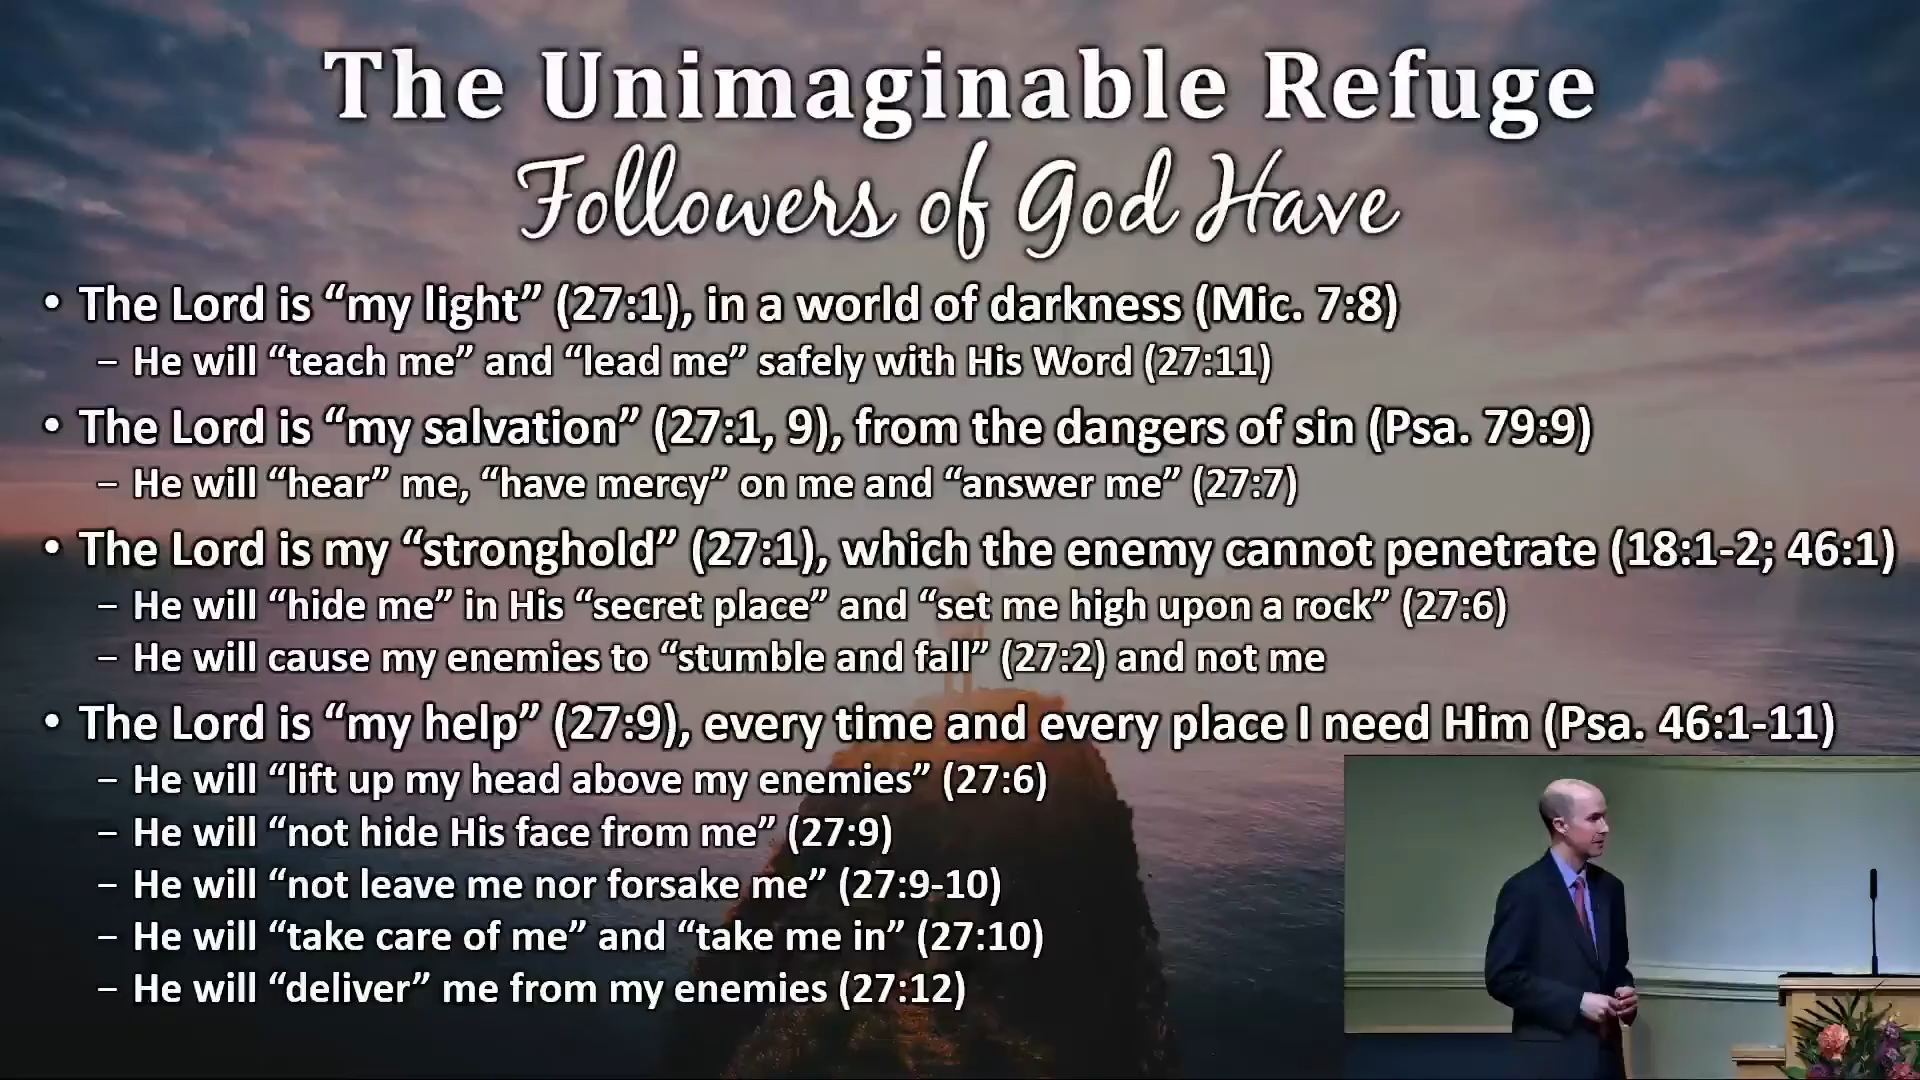 The Unimaginable Refuge
Followers of God Have
• The Lord is “my light” (27:1), in a world of darkness (Mic. 7:8)
– He will “teach me” and “lead me” safely with His Word (27:11)
• The Lord is “my salvation” (27:1, 9), from the dangers of sin (Psa. 79:9)
– He will “hear” me, “have mercy” on me and “answer me” (27:7)
• The Lord is my “stronghold” (27:1), which the enemy cannot penetrate (18:1-2; 46:1)
– He will “hide me” in His “secret place” and “set me high upon a rock” (27:6)
– He will cause my enemies to “stumble and fall” (27:2) and not me
• The Lord is “my help” (27:9), every time and every place I need Him (Psa. 46:1-11)
– He will “lift up my head above my enemies” (27:6)
– He will “not hide His face from me” (27:9)
– He will “not leave me nor forsake me” (27:9-10)
– He will “take care of me” and “take me in” (27:10)
– He will “deliver” me from my enemies (27:12)